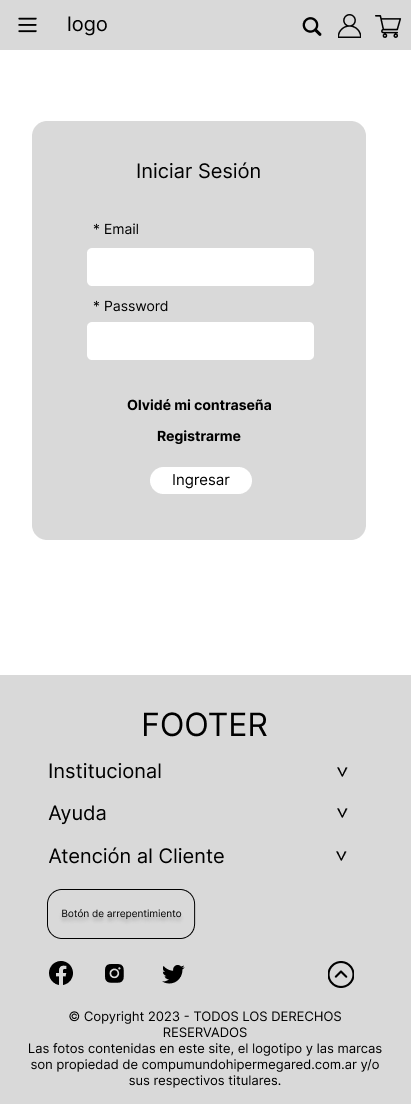 logo
Iniciar Sesión
* Email
* Password
Olvidé mi contraseña
Registrarme
Ingresar
FOOTER
Institucional
Ayuda
Atención al Cliente
Botón de arrepentimiento
© Copyright 2023 - TODOS LOS DERECHOS
RESERVADOS
Las fotos contenidas en este site, el logotipo y las marcas
son propiedad de compumundohipermegared.com.ar y/o
sus respectivos titulares.